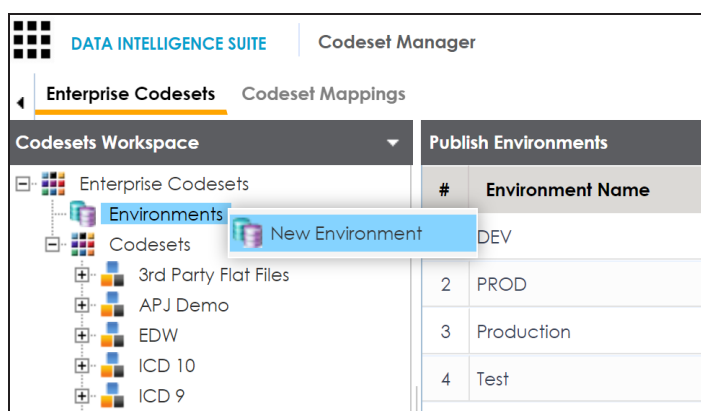 DATA INTELLIGENCE SUITE Codeset Manager
Enterprise Codesets Codeset Mappings
Codesets Workspace Publish Environments
Enterprise Codesets # Environment Name
Environments
New Environment DEV
Codesets
3rd Party Flat Files 2 PROD
APJ Demo
EDW 3 Production
ICD 10
ICD 9 4 Test